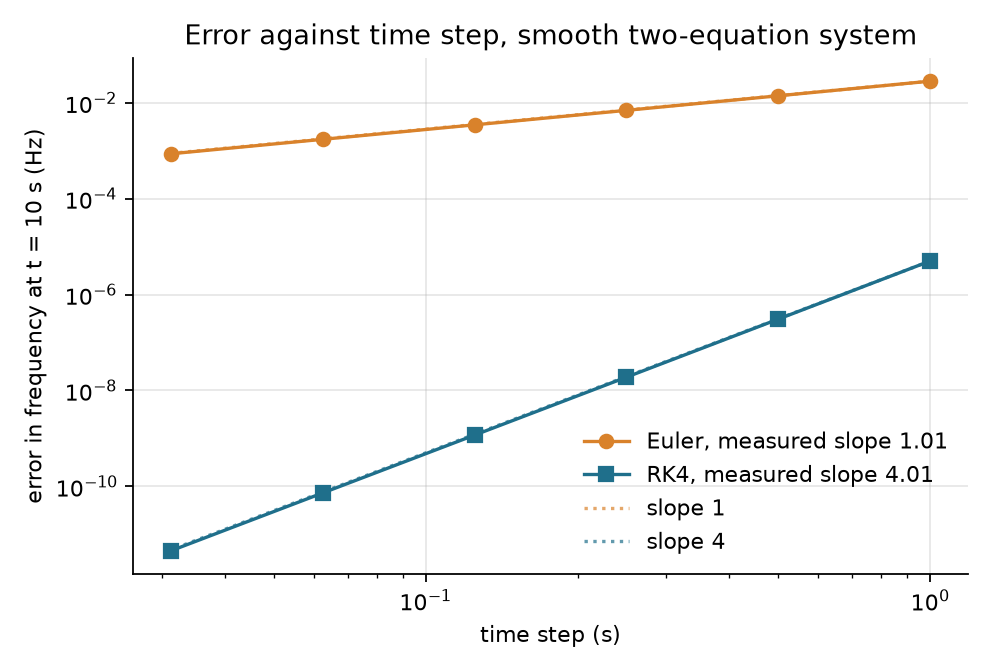 Error against time step, smooth two-equation system
error in frequency at t = 10 s (Hz)
10⁻²
10⁻⁴
10⁻⁶
10⁻⁸
10⁻¹⁰
Euler, measured slope 1.01
RK4, measured slope 4.01
slope 1
slope 4
10⁻¹ 10⁰
time step (s)